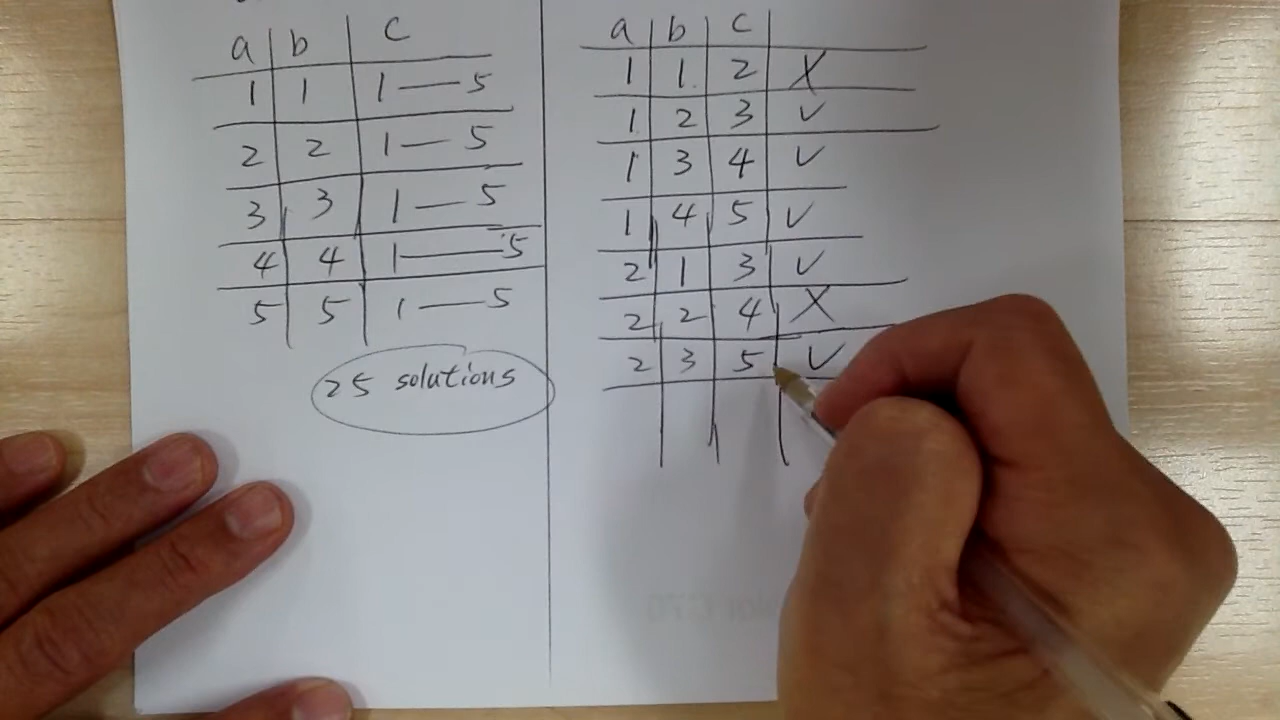 a b c
1 1 1 — 5
2 2 1 — 5
3 3 1 — 5
4 4 1 — 5
5 5 1 — 5
25 solutions
a b c
1 1 2 X
1 2 3 ✓
1 3 4 ✓
1 4 5 ✓
2 1 3 ✓
2 2 4 X
2 3 5 ✓